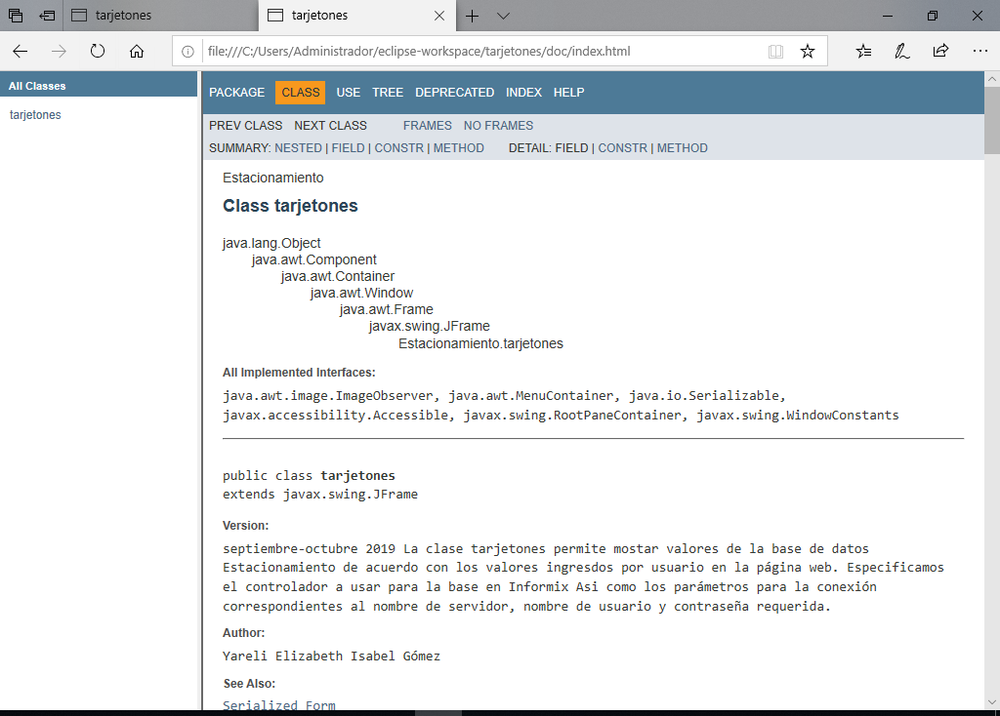 tarjetones
tarjetones
file:///C:/Users/Administrador/eclipse-workspace/tarjetones/doc/index.html
All Classes
tarjetones
PACKAGE CLASS USE TREE DEPRECATED INDEX HELP
PREV CLASS NEXT CLASS FRAMES NO FRAMES
SUMMARY: NESTED | FIELD | CONSTR | METHOD DETAIL: FIELD | CONSTR | METHOD
Estacionamiento
Class tarjetones
java.lang.Object
java.awt.Component
java.awt.Container
java.awt.Window
java.awt.Frame
javax.swing.JFrame
Estacionamiento.tarjetones
All Implemented Interfaces:
java.awt.image.ImageObserver, java.awt.MenuContainer, java.io.Serializable,
javax.accessibility.Accessible, javax.swing.RootPaneContainer, javax.swing.WindowConstants
public class tarjetones
extends javax.swing.JFrame
Version:
septiembre-octubre 2019 La clase tarjetones permite mostar valores de la base de datos
Estacionamiento de acuerdo con los valores ingresdos por usuario en la página web. Especificamos
el controlador a usar para la base en Informix Asi como los parámetros para la conexión
correspondientes al nombre de servidor, nombre de usuario y contraseña requerida.
Author:
Yareli Elizabeth Isabel Gómez
See Also:
Serialized Form